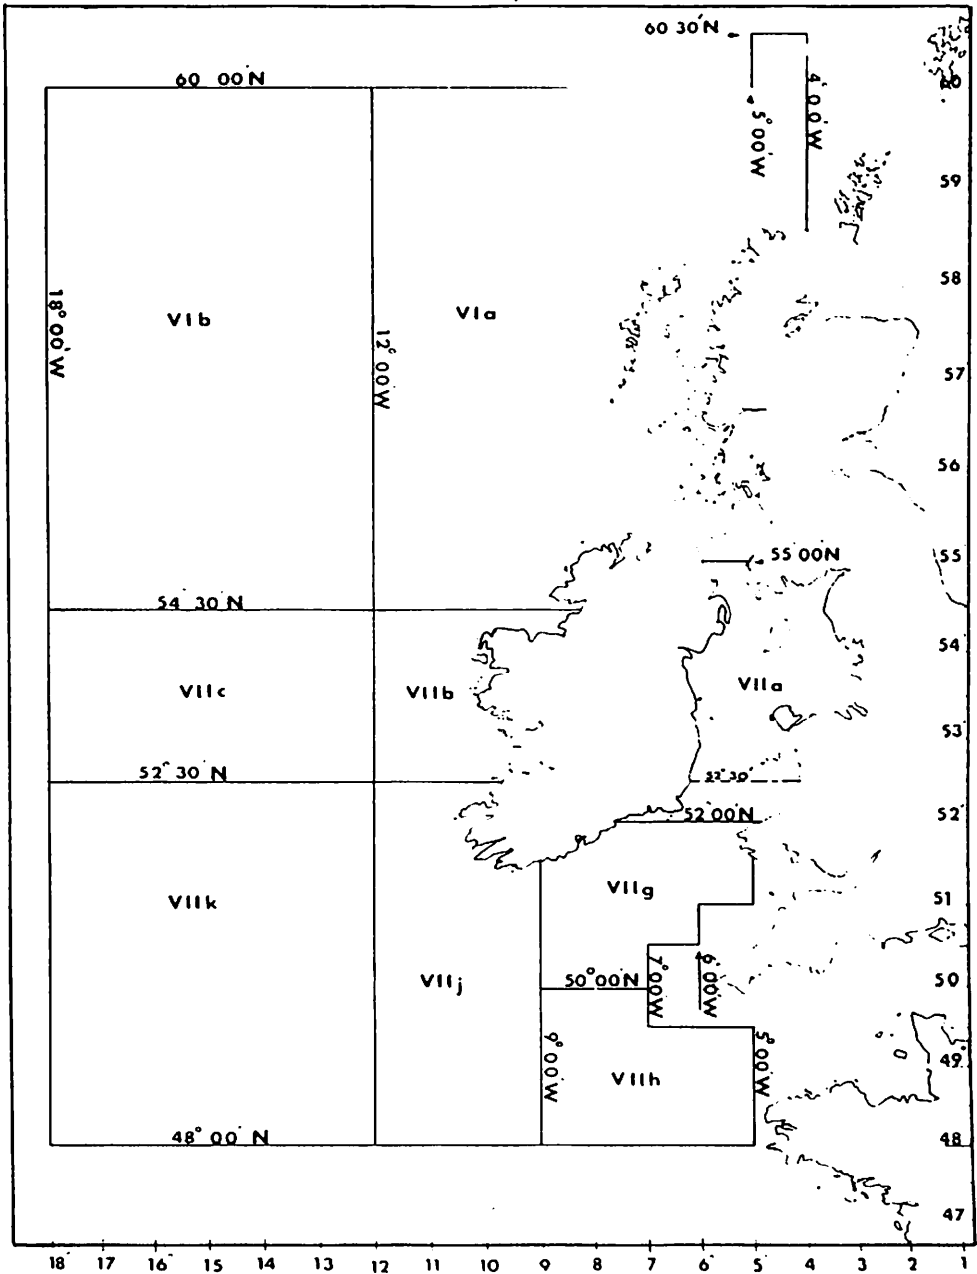 60 30'N
60 00'N
4° 00'W
5° 00'W
60
59
58
18° 00'W
VIb
VIa
12° 00'W
57
56
55 00N
55
54° 30'N
54
VIIc
VIIb
VIIa
53
52° 30'N
52° 30'
52° 00'N
52
VIIk
VIIg
51
VIIj
50° 00'N
7° 00'W
6° 00'W
50
9° 00'W
5° 00'W
49
VIIh
48° 00' N
48
47
18 17 16 15 14 13 12 11 10 9 8 7 6 5 4 3 2 1